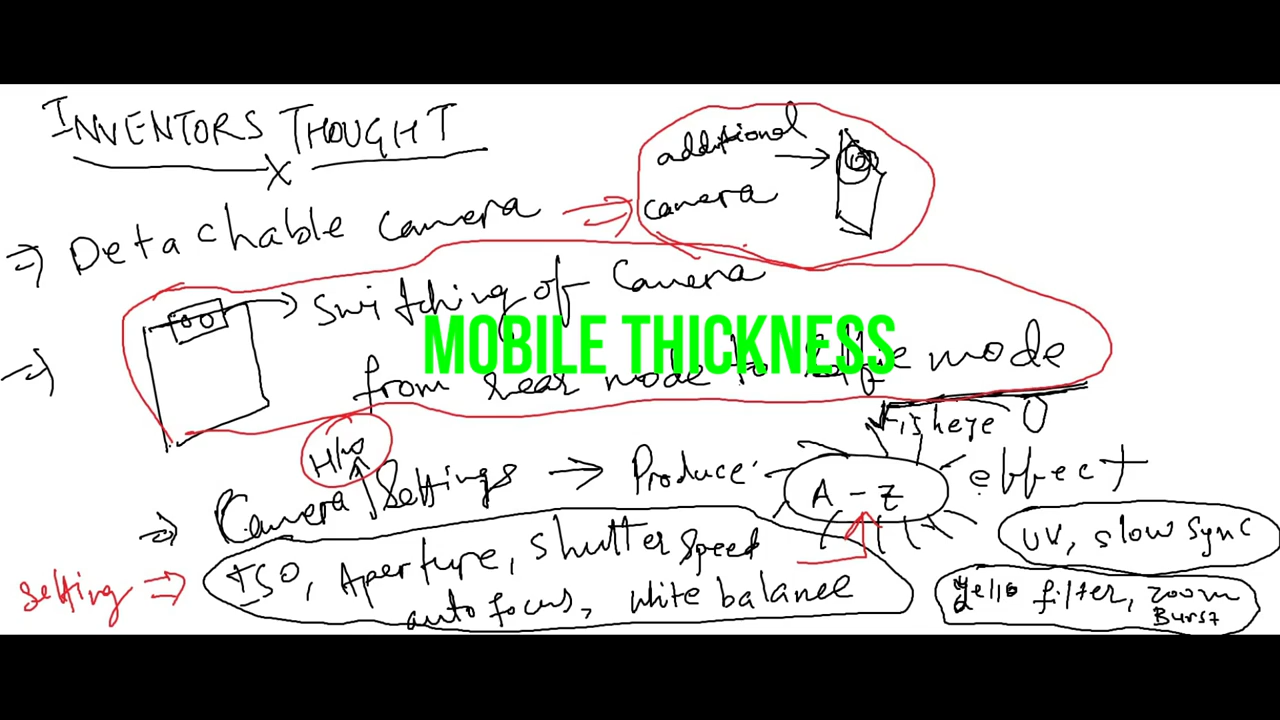 INVENTORS THOUGHT
X
additional
camera
⇒ Detachable camera ⇒
→ Switching of Camera
MOBILE THICKNESS
from rear mode to selfie mode
Fisheye
H/w
⇒ Camera Settings → Produce: A - Z effect
UV, slow sync
setting ⇒ ISO, Aperture, shutter speed
auto focus, white balance
filter, zoom
Burst